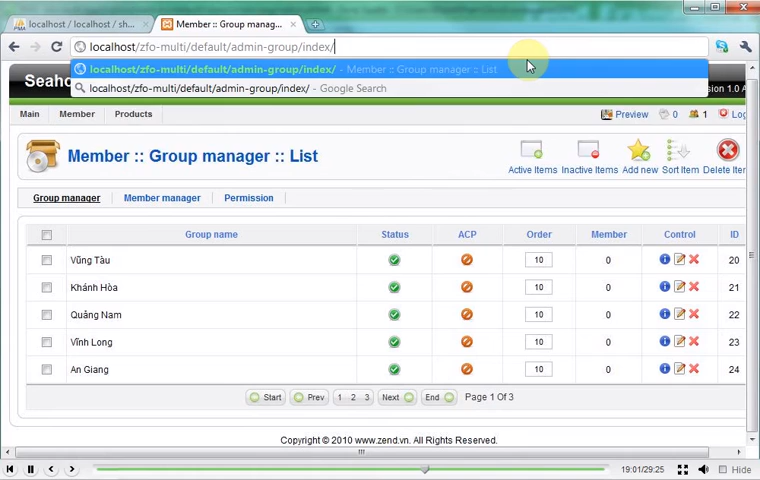 localhost / localhost / sh... × Member :: Group manag... ×
localhost/zfo-multi/default/admin-group/index/
localhost/zfo-multi/default/admin-group/index/ - Member :: Group manager :: List
localhost/zfo-multi/default/admin-group/index/ - Google Search
Main Member Products Preview 0 1
Member :: Group manager :: List
Active Items Inactive Items Add new Sort Item
Group manager Member manager Permission
Group name Status ACP Order Member Control ID
Vũng Tàu 10 0 20
Khánh Hòa 10 0 21
Quảng Nam 10 0 22
Vĩnh Long 10 0 23
An Giang 10 0 24
Start Prev 1 2 3 Next End Page 1 Of 3
Copyright © 2010 www.zend.vn. All Rights Reserved.
19:01/29:25 Hide